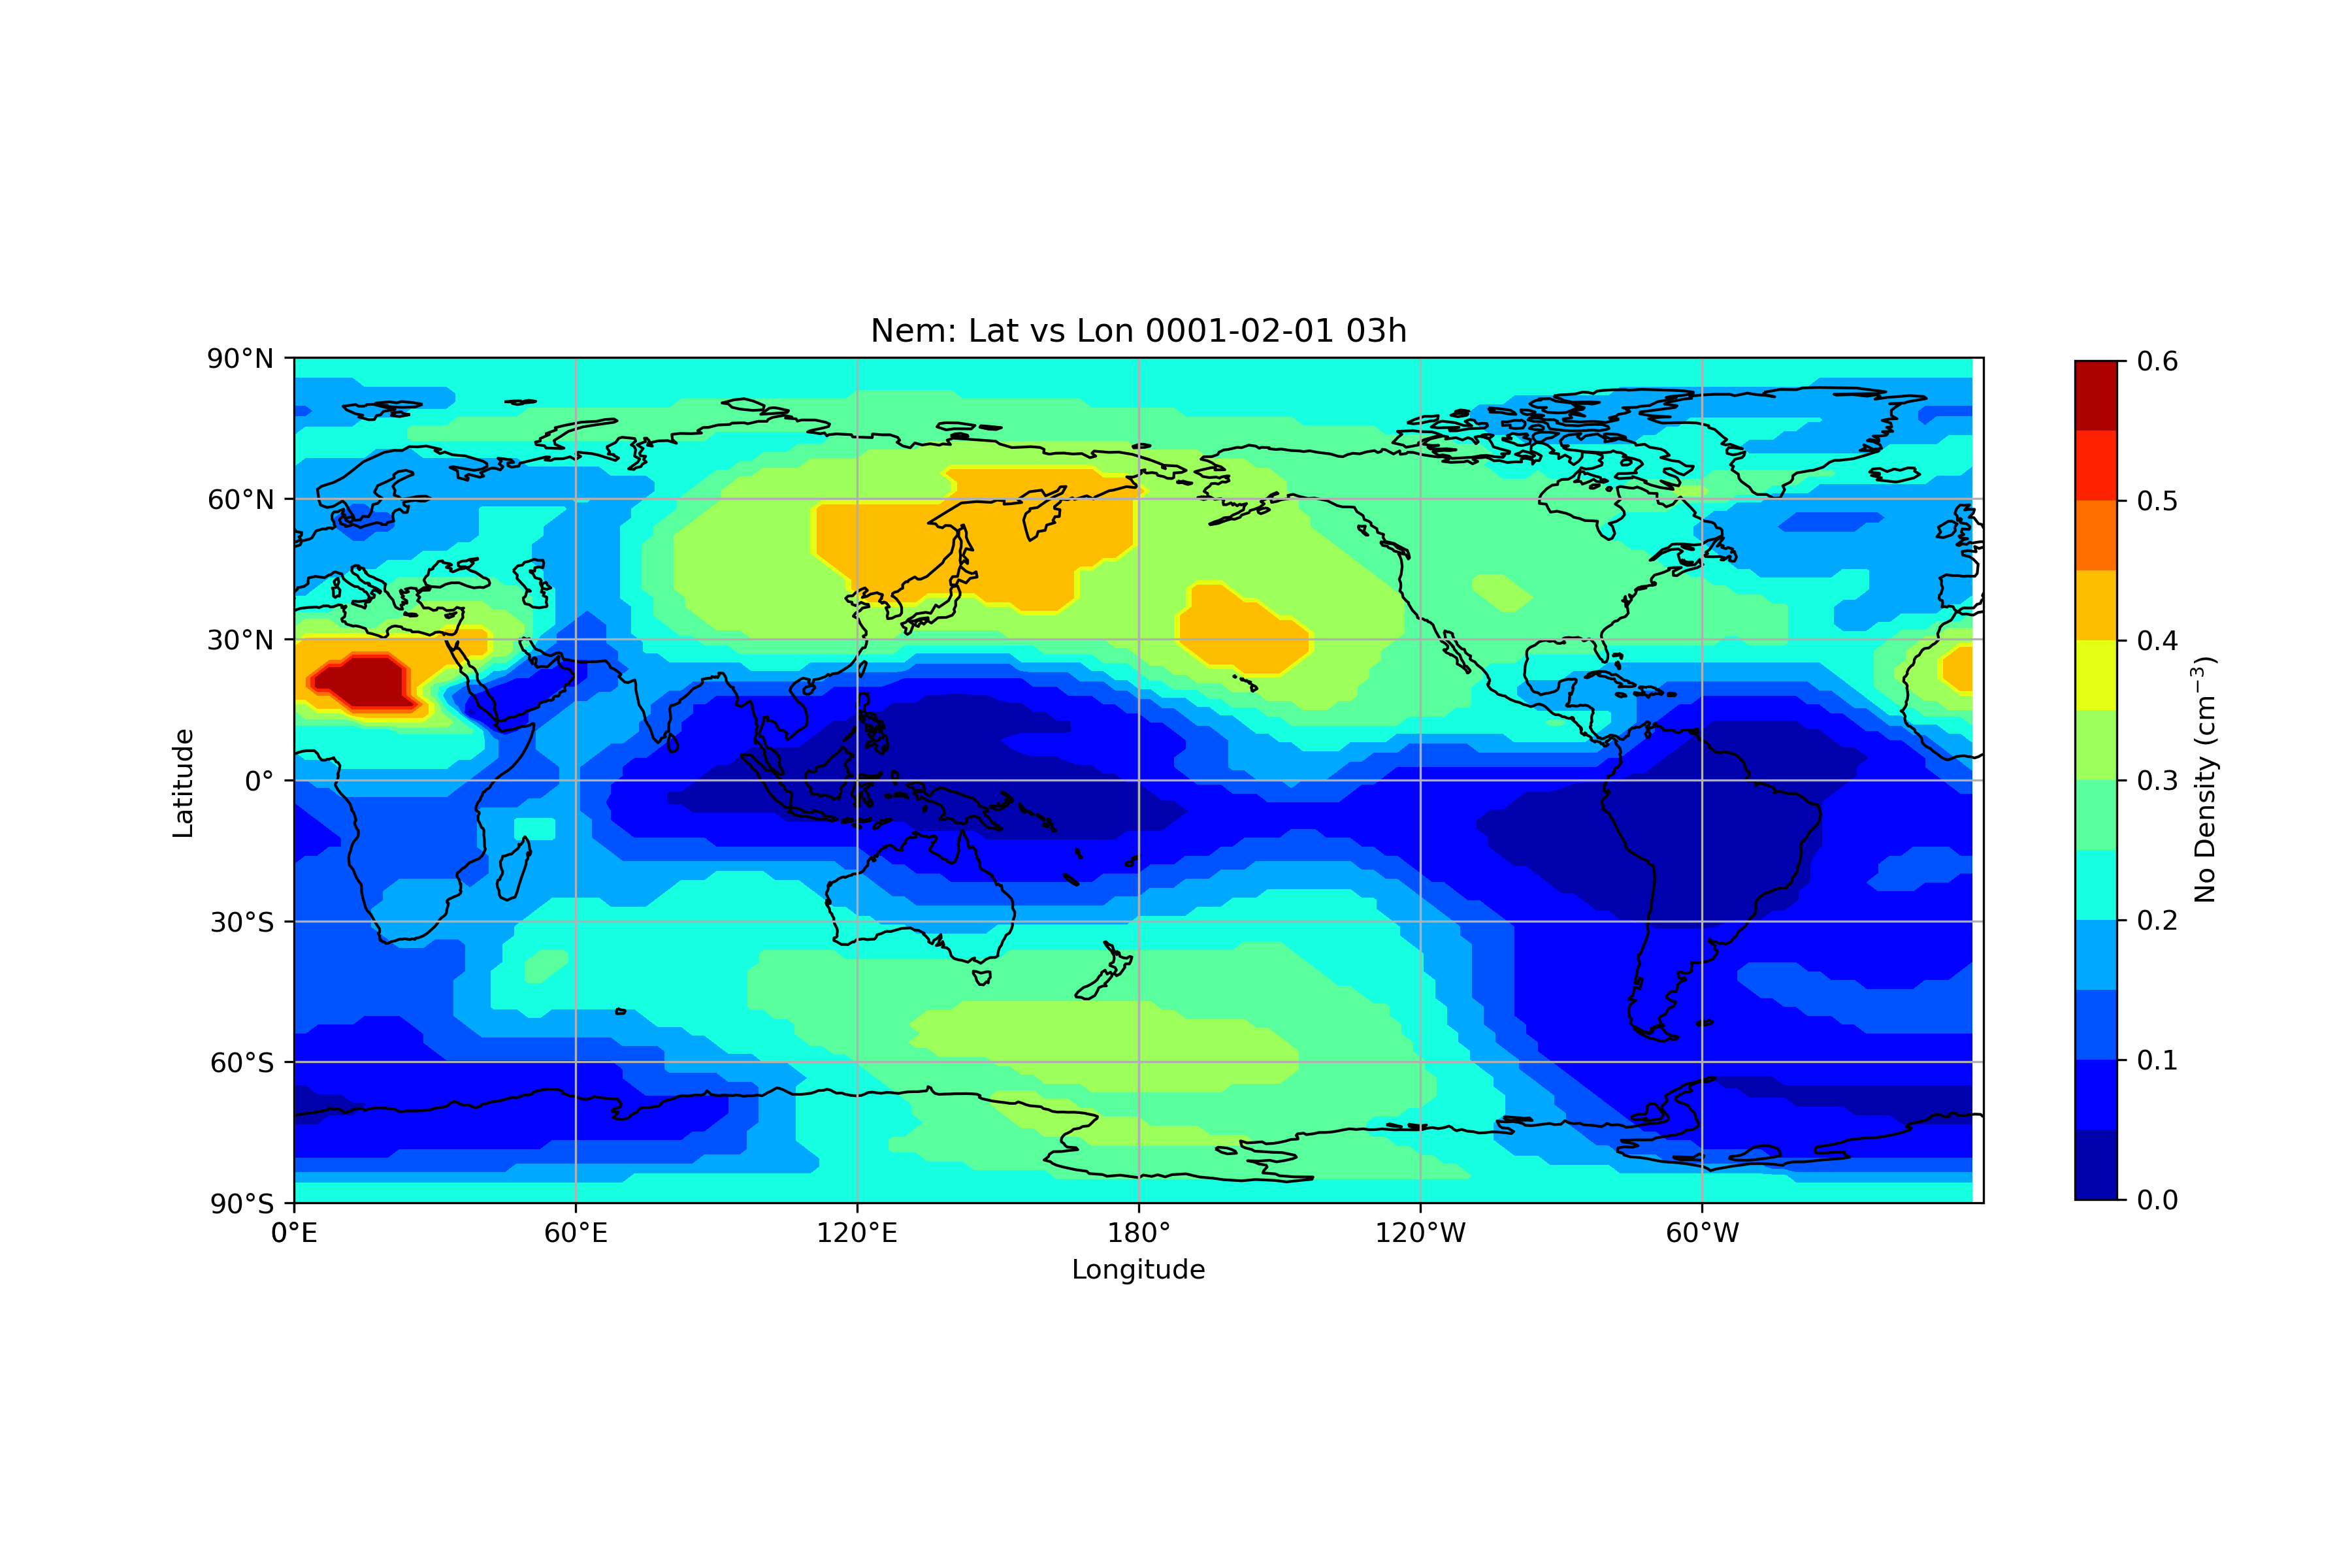 Nem: Lat vs Lon 0001-02-01 03h
90°N
60°N
30°N
0°
30°S
60°S
90°S
Latitude
0°E
60°E
120°E
180°
120°W
60°W
Longitude
0.6
0.5
0.4
0.3
0.2
0.1
0.0
No Density (cm⁻³)